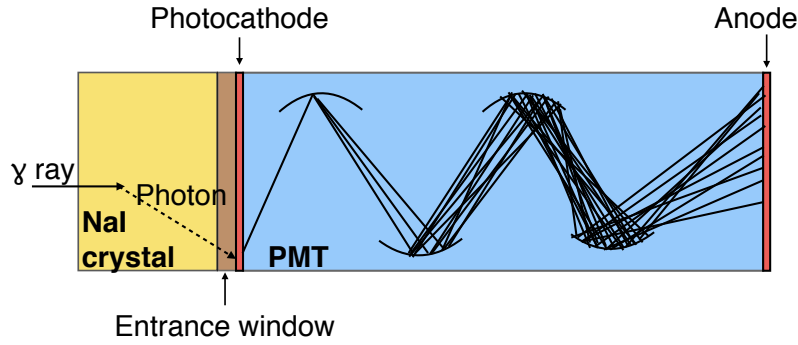 Photocathode
Anode
ɣ ray
Photon
NaI
crystal
PMT
Entrance window